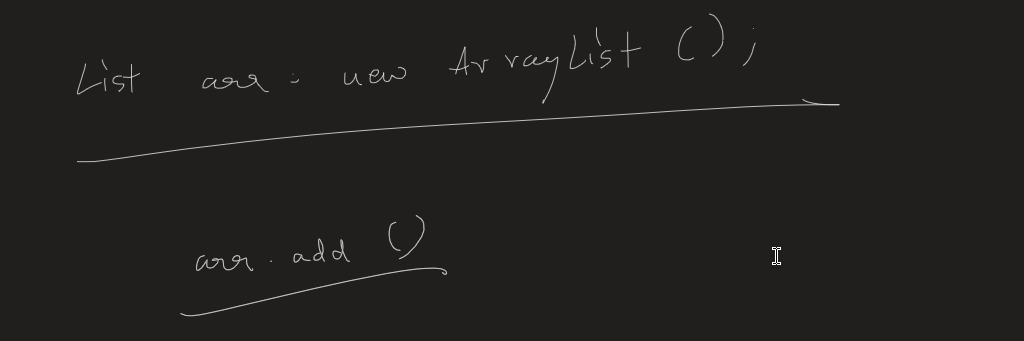 List arr = new ArrayList ();
arr. add ()